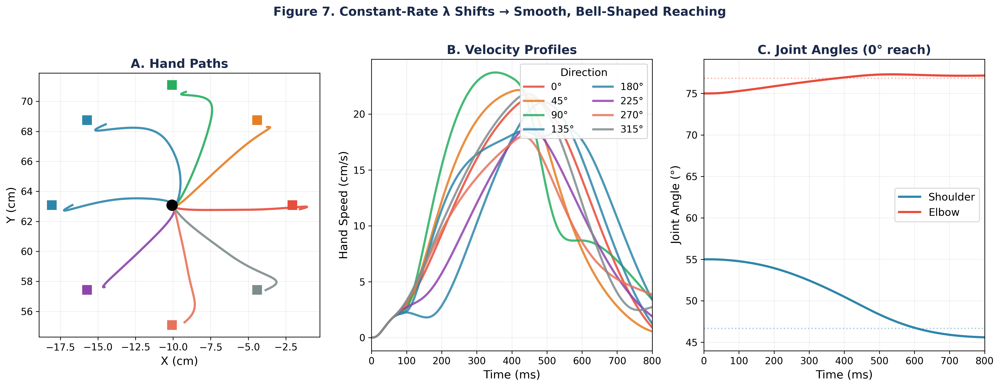 Figure 7. Constant-Rate λ Shifts → Smooth, Bell-Shaped Reaching
A. Hand Paths
Y (cm)
70
68
66
64
62
60
58
56
−17.5 −15.0 −12.5 −10.0 −7.5 −5.0 −2.5
X (cm)
B. Velocity Profiles
Hand Speed (cm/s)
20
15
10
5
0
0 100 200 300 400 500 600 700 800
Time (ms)
Direction
0° 180°
45° 225°
90° 270°
135° 315°
C. Joint Angles (0° reach)
Joint Angle (°)
75
70
65
60
55
50
45
0 100 200 300 400 500 600 700 800
Time (ms)
Shoulder
Elbow